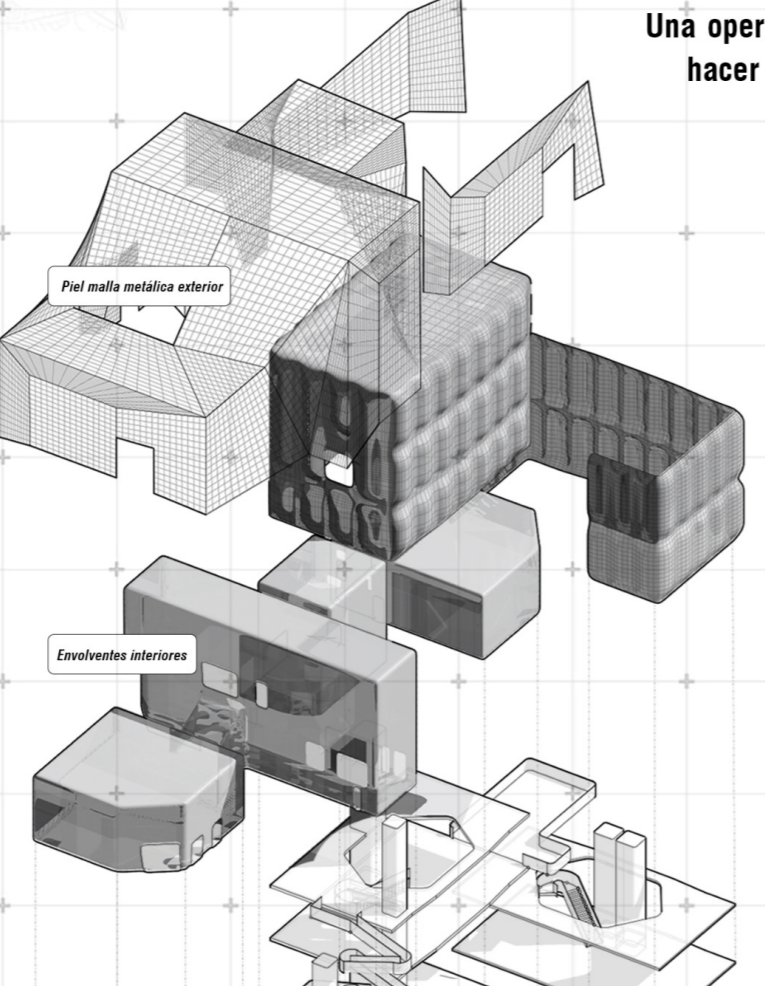 Una oper
hacer
Piel malla metálica exterior
Envolventes interiores